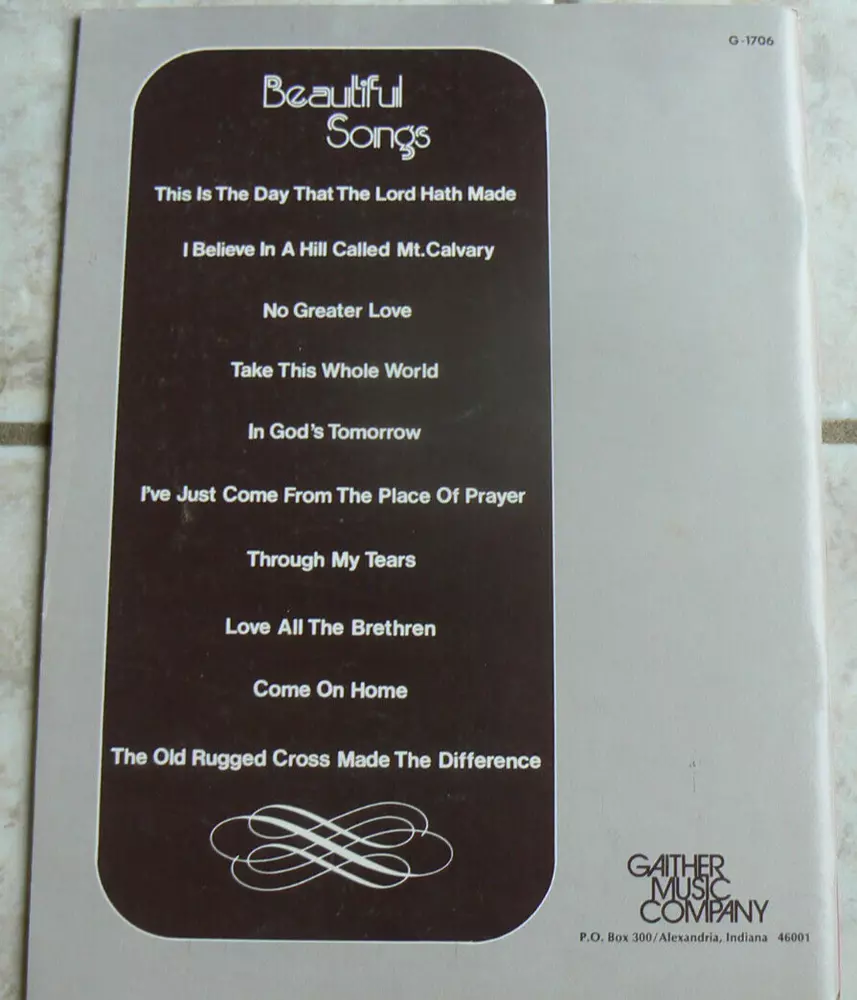 G-1706
Beautiful
Songs
This Is The Day That The Lord Hath Made
I Believe In A Hill Called Mt.Calvary
No Greater Love
Take This Whole World
In God's Tomorrow
I've Just Come From The Place Of Prayer
Through My Tears
Love All The Brethren
Come On Home
The Old Rugged Cross Made The Difference
GAITHER
MUSIC
COMPANY
P.O. Box 300/Alexandria, Indiana 46001